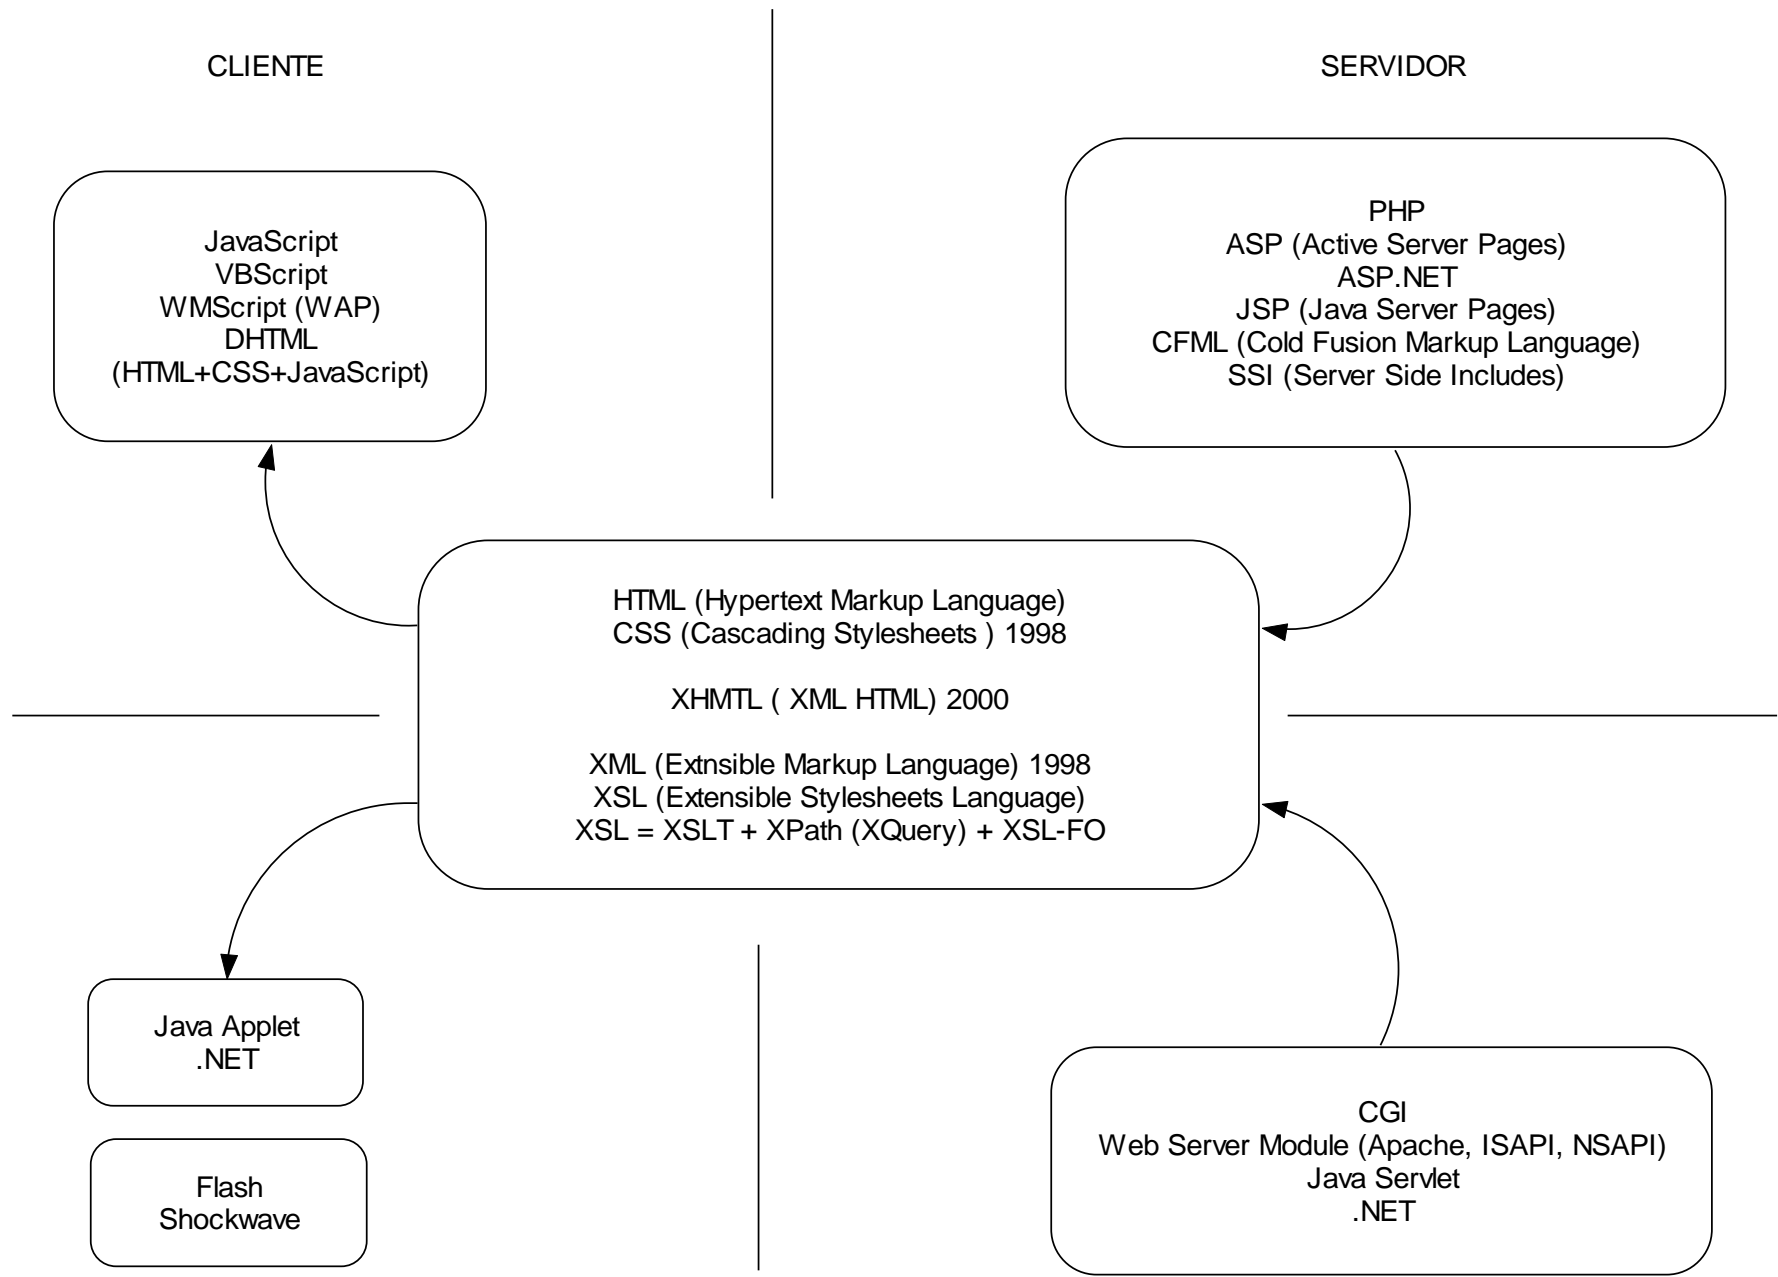 CLIENTE
SERVIDOR
JavaScript
VBScript
WMScript (WAP)
DHTML
(HTML+CSS+JavaScript)
PHP
ASP (Active Server Pages)
ASP.NET
JSP (Java Server Pages)
CFML (Cold Fusion Markup Language)
SSI (Server Side Includes)
HTML (Hypertext Markup Language)
CSS (Cascading Stylesheets ) 1998
XHMTL ( XML HTML) 2000
XML (Extnsible Markup Language) 1998
XSL (Extensible Stylesheets Language)
XSL = XSLT + XPath (XQuery) + XSL-FO
Java Applet
.NET
Flash
Shockwave
CGI
Web Server Module (Apache, ISAPI, NSAPI)
Java Servlet
.NET